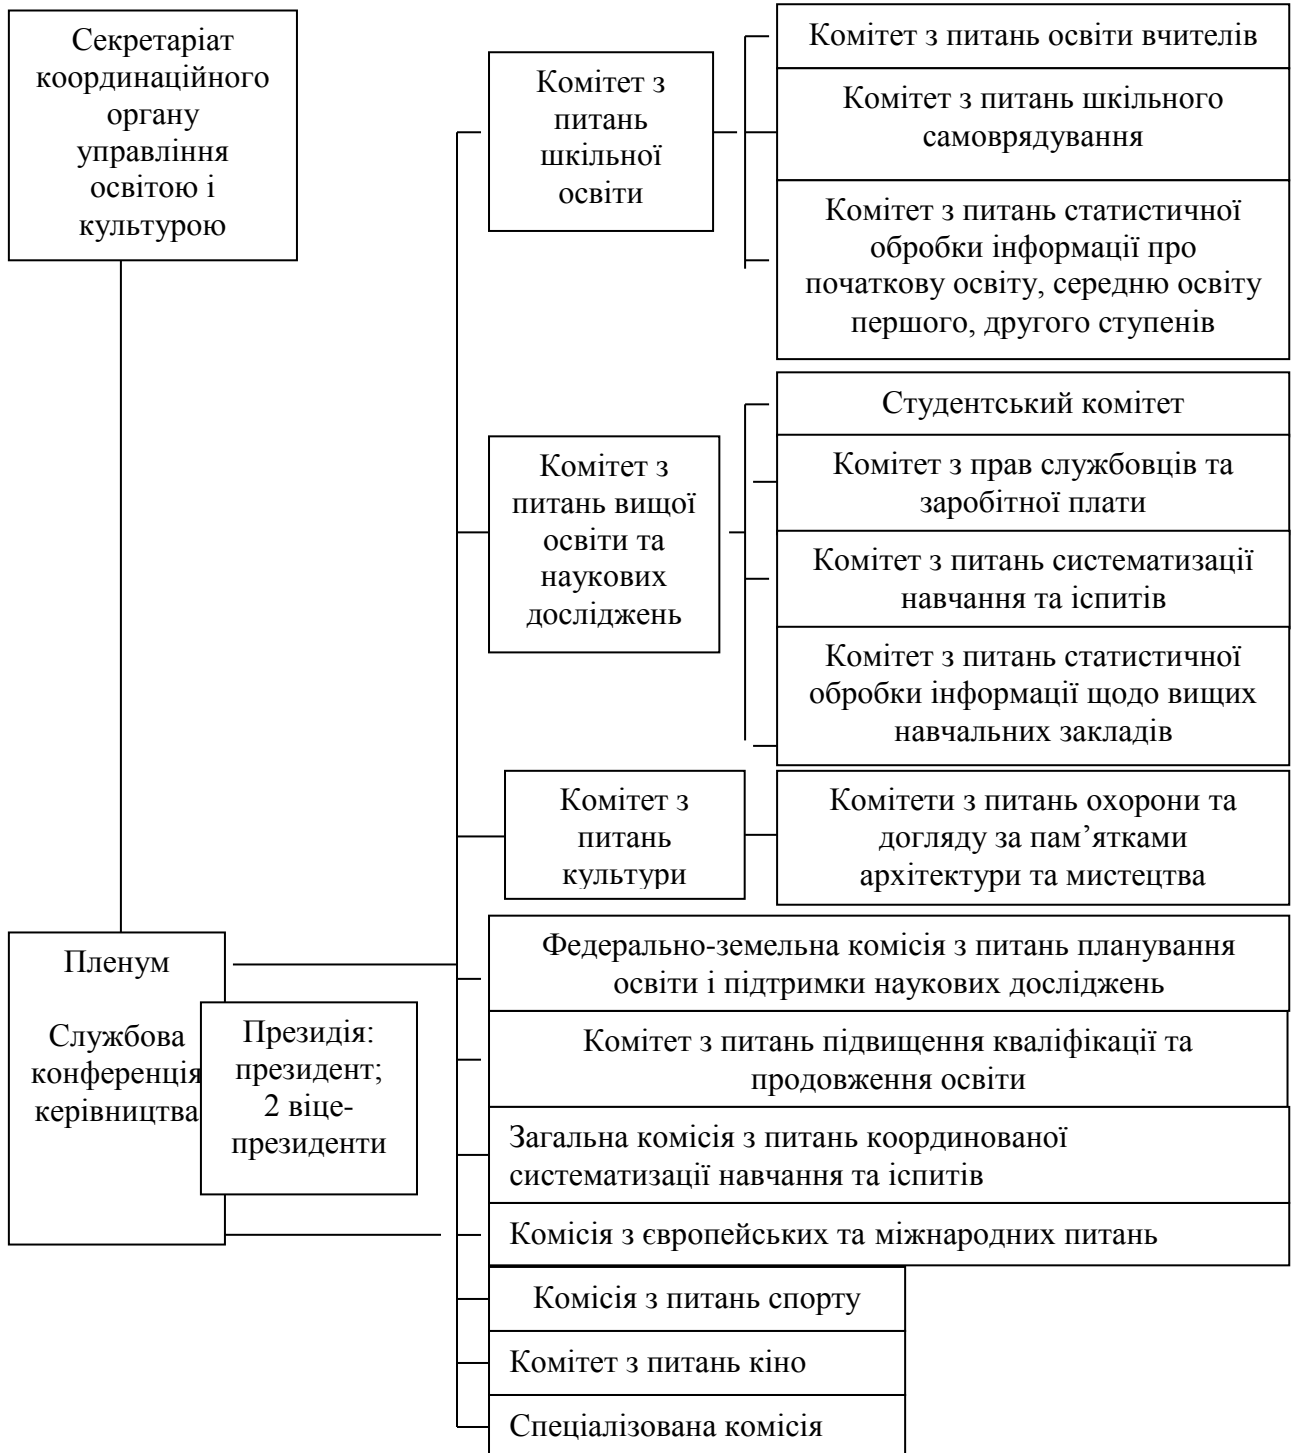 Секретаріат
координаційного
органу
управління
освітою і
культурою
Комітет з
питань
шкільної
освіти
Комітет з питань освіти вчителів
Комітет з питань шкільного
самоврядування
Комітет з питань статистичної
обробки інформації про
початкову освіту, середню освіту
першого, другого ступенів
Комітет з
питань вищої
освіти та
наукових
досліджень
Студентський комітет
Комітет з прав службовців та
заробітної плати
Комітет з питань систематизації
навчання та іспитів
Комітет з питань статистичної
обробки інформації щодо вищих
навчальних закладів
Комітет з
питань
культури
Комітети з питань охорони та
догляду за пам’ятками
архітектури та мистецтва
Пленум
Службова
конференція
керівництва
Президія:
президент;
2 віце-
президенти
Федерально-земельна комісія з питань планування
освіти і підтримки наукових досліджень
Комітет з питань підвищення кваліфікації та
продовження освіти
Загальна комісія з питань координованої
систематизації навчання та іспитів
Комісія з європейських та міжнародних питань
Комісія з питань спорту
Комітет з питань кіно
Спеціалізована комісія